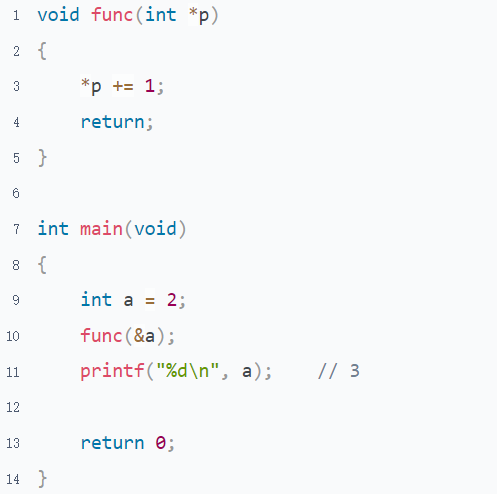 1 void func(int *p)
2 {
3     *p += 1;
4     return;
5 }
6
7 int main(void)
8 {
9     int a = 2;
10     func(&a);
11     printf("%d\n", a);    // 3
12
13     return 0;
14 }